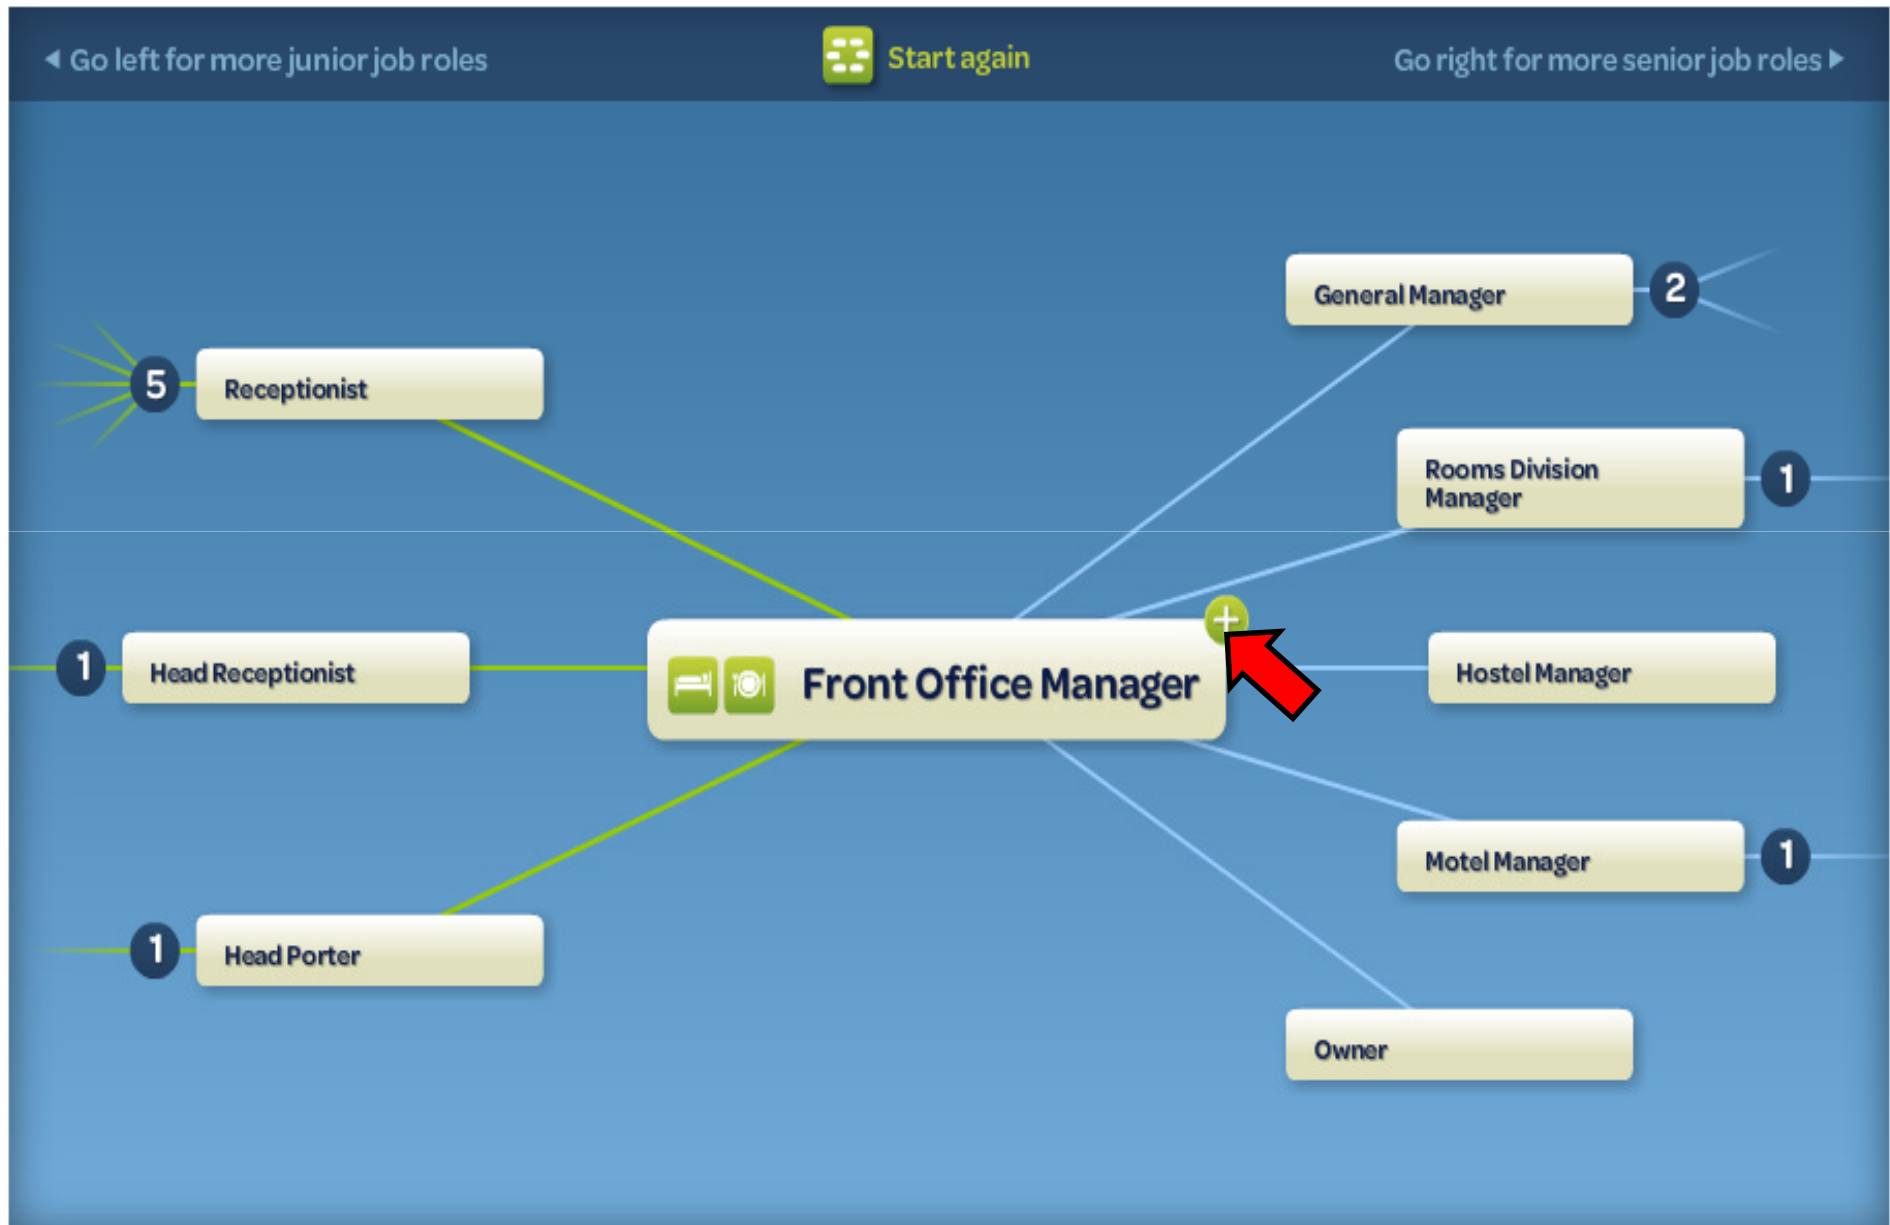 Go left for more junior job roles
Start again
Go right for more senior job roles
General Manager
2
5
Receptionist
Rooms Division
Manager
1
1
Head Receptionist
Front Office Manager
Hostel Manager
Motel Manager
1
1
Head Porter
Owner